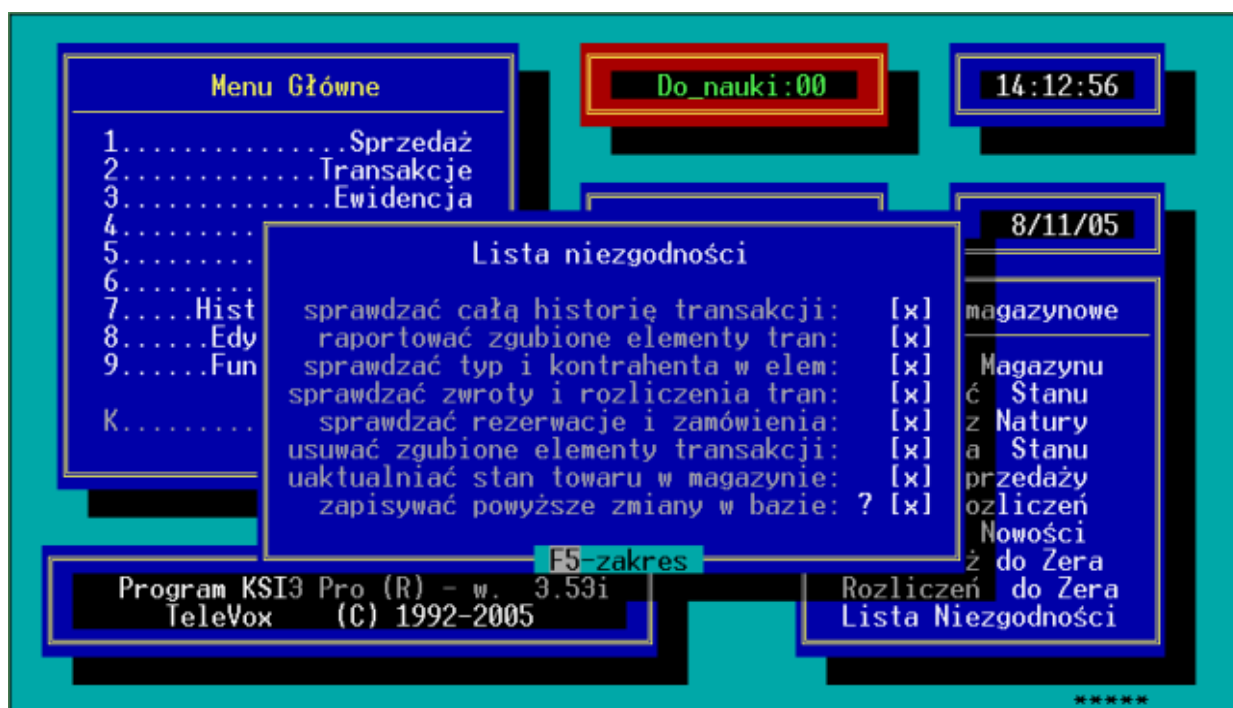 Menu Główne
1...............Sprzedaż
2.............Transakcje
3..............Ewidencja
4.........
5.........
6.........
7.....Hist
8......Edy
9......Fun
K.........
Do_nauki:00
14:12:56
8/11/05
Lista niezgodności
sprawdzać całą historię transakcji: [x]
raportować zgubione elementy tran: [x]
sprawdzać typ i kontrahenta w elem: [x]
sprawdzać zwroty i rozliczenia tran: [x]
sprawdzać rezerwacje i zamówienia: [x]
usuwać zgubione elementy transakcji: [x]
uaktualniać stan towaru w magazynie: [x]
zapisywać powyższe zmiany w bazie: ? [x]
F5-zakres
magazynowe
Magazynu
ć Stanu
z Natury
a Stanu
przedaży
ozliczeń
Nowości
ż do Zera
Rozliczeń do Zera
Lista Niezgodności
Program KSI3 Pro (R) - w. 3.53i
TeleVox (C) 1992-2005
*****